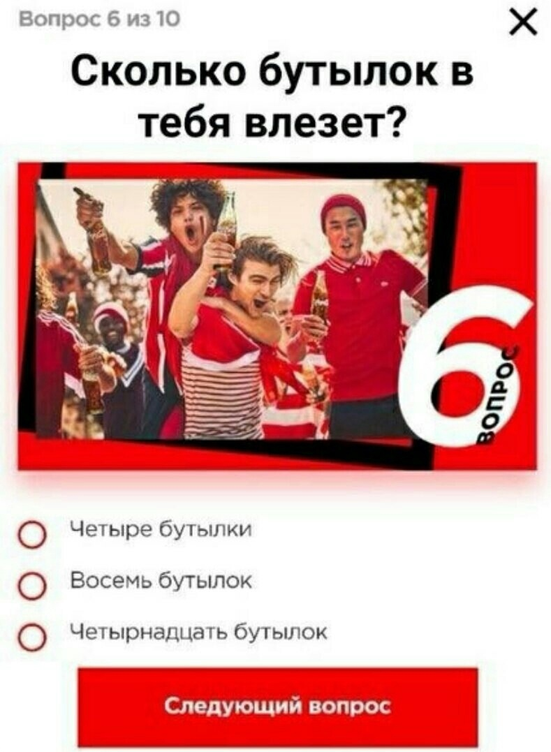 Вопрос 6 из 10
Сколько бутылок в
тебя влезет?
6
ВОПРОС
Четыре бутылки
Восемь бутылок
Четырнадцать бутылок
Следующий вопрос